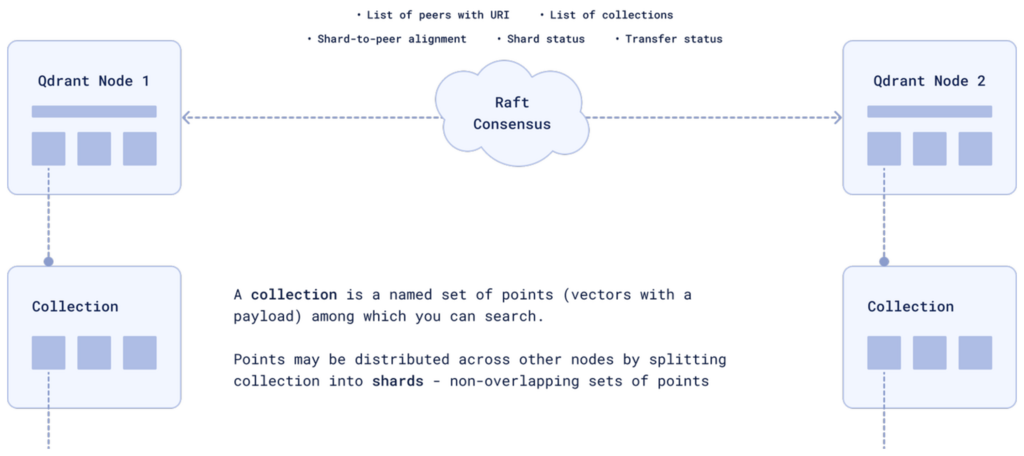 • List of peers with URI • List of collections
• Shard-to-peer alignment • Shard status • Transfer status
Qdrant Node 1
Raft
Consensus
Qdrant Node 2
Collection
A collection is a named set of points (vectors with a
payload) among which you can search.
Points may be distributed across other nodes by splitting
collection into shards - non-overlapping sets of points
Collection